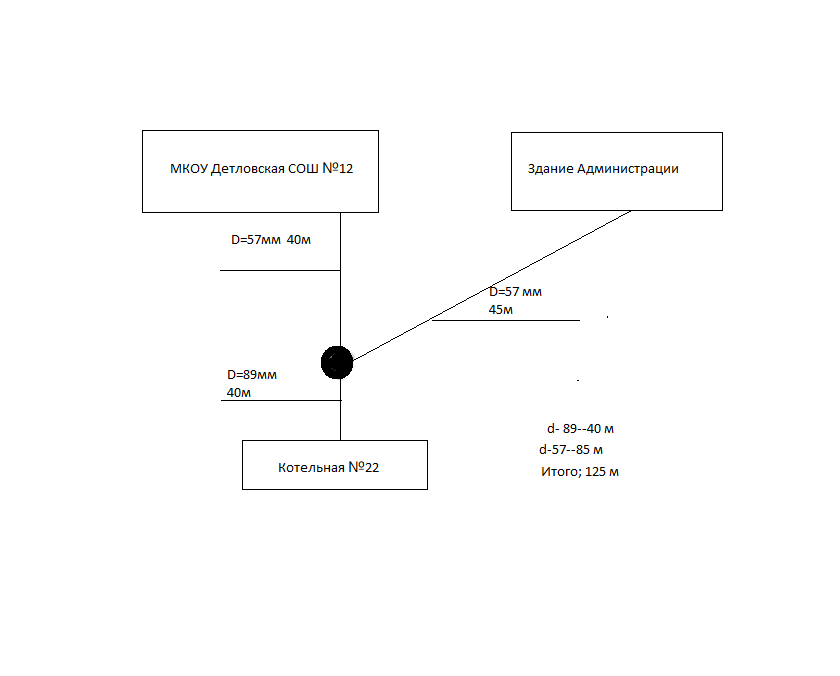 МКОУ Детловская СОШ №12
Здание Администрации
D=57мм 40м
D=57 мм
45м
D=89мм
40м
d- 89--40 м
d-57--85 м
Итого; 125 м
Котельная №22